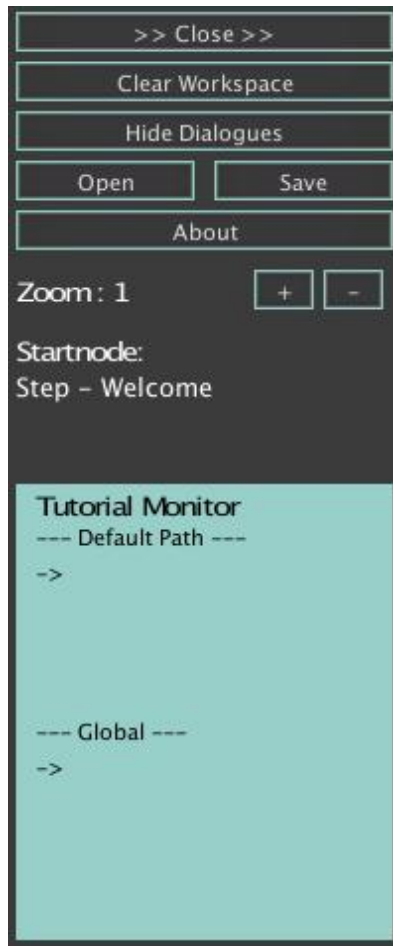 >> Close >>
Clear Workspace
Hide Dialogues
Open Save
About
Zoom: 1 + -
Startnode:
Step - Welcome
Tutorial Monitor
--- Default Path ---
->
--- Global ---
->